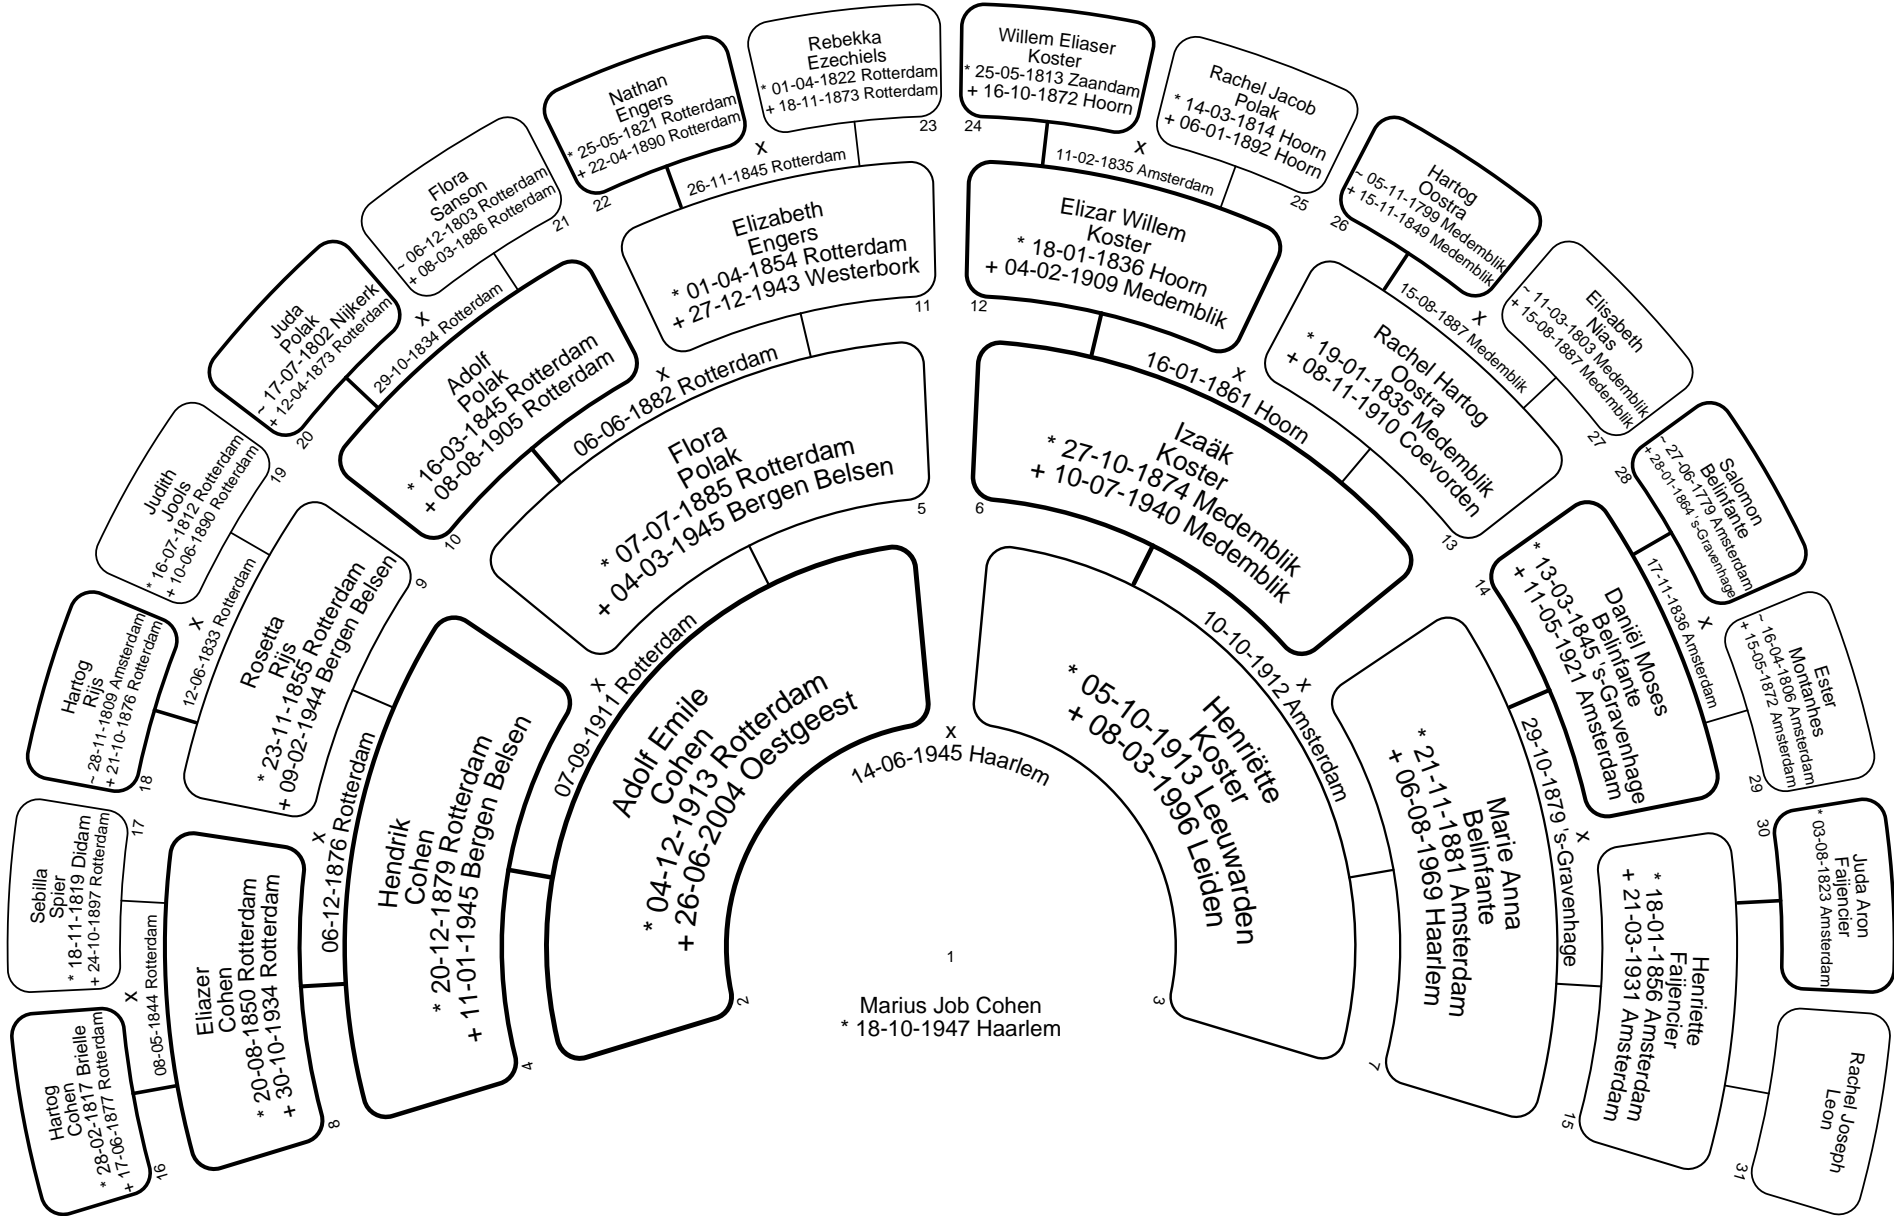 1
Marius Job Cohen
* 18-10-1947 Haarlem
2
Adolf Emile
Cohen
* 04-12-1913 Rotterdam
+ 26-06-2004 Oestgeest
x
14-06-1945 Haarlem
3
Henriëtte
Koster
* 05-10-1913 Leeuwarden
+ 08-03-1996 Leiden
4
Hendrik
Cohen
* 20-12-1879 Rotterdam
+ 11-01-1945 Bergen Belsen
x
07-09-1911 Rotterdam
5
Flora
Polak
* 07-07-1885 Rotterdam
+ 04-03-1945 Bergen Belsen
6
Izaäk
Koster
* 27-10-1874 Medemblik
+ 10-07-1940 Medemblik
x
10-10-1912 Amsterdam
7
Marie Anna
Belinfante
* 21-11-1881 Amsterdam
+ 06-08-1969 Haarlem
8
Eliazer
Cohen
* 20-08-1850 Rotterdam
+ 30-10-1934 Rotterdam
x
06-12-1876 Rotterdam
9
Rosetta
Rijs
* 23-11-1855 Rotterdam
+ 09-02-1944 Bergen Belsen
10
Adolf
Polak
* 16-03-1845 Rotterdam
+ 08-08-1905 Rotterdam
x
06-06-1882 Rotterdam
11
Elizabeth
Engers
* 01-04-1854 Rotterdam
+ 27-12-1943 Westerbork
12
Elizar Willem
Koster
* 18-01-1836 Hoorn
+ 04-02-1909 Medemblik
x
16-01-1861 Hoorn
13
Rachel Hartog
Oostra
* 19-01-1835 Medemblik
+ 08-11-1910 Coevorden
14
Daniël Moses
Belinfante
* 13-03-1845 's-Gravenhage
+ 11-05-1921 Amsterdam
x
29-10-1879 's-Gravenhage
15
Henriette
Faijencier
* 18-01-1856 Amsterdam
+ 21-03-1931 Amsterdam
16
Hartog
Cohen
* 28-02-1817 Brielle
+ 17-06-1877 Rotterdam
x
08-05-1844 Rotterdam
17
Sebilla
Spier
* 18-11-1819 Didam
+ 24-10-1897 Rotterdam
18
Hartog
Rijs
~ 28-11-1809 Amsterdam
+ 21-10-1876 Rotterdam
x
12-06-1833 Rotterdam
19
Judith
Jools
* 16-07-1812 Rotterdam
+ 10-06-1890 Rotterdam
20
Juda
Polak
~ 17-07-1802 Nijkerk
+ 12-04-1873 Rotterdam
x
29-10-1834 Rotterdam
21
Flora
Sanson
~ 06-12-1803 Rotterdam
+ 08-03-1886 Rotterdam
22
Nathan
Engers
* 25-05-1821 Rotterdam
+ 22-04-1890 Rotterdam
x
26-11-1845 Rotterdam
23
Rebekka
Ezechiels
* 01-04-1822 Rotterdam
+ 18-11-1873 Rotterdam
24
Willem Eliaser
Koster
* 25-05-1813 Zaandam
+ 16-10-1872 Hoorn
x
11-02-1835 Amsterdam
25
Rachel Jacob
Polak
* 14-03-1814 Hoorn
+ 06-01-1892 Hoorn
26
Hartog
Oostra
~ 05-11-1799 Medemblik
+ 15-11-1849 Medemblik
x
15-08-1887 Medemblik
27
Elisabeth
Nias
~ 11-03-1803 Medemblik
+ 15-08-1887 Medemblik
28
Salomon
Belinfante
~ 27-06-1779 Amsterdam
+ 28-01-1864 's-Gravenhage
x
17-11-1836 Amsterdam
29
Ester
Montanhes
~ 16-04-1806 Amsterdam
+ 15-05-1872 Amsterdam
30
Juda Aron
Faijencier
* 03-08-1823 Amsterdam
31
Rachel Joseph
Leon